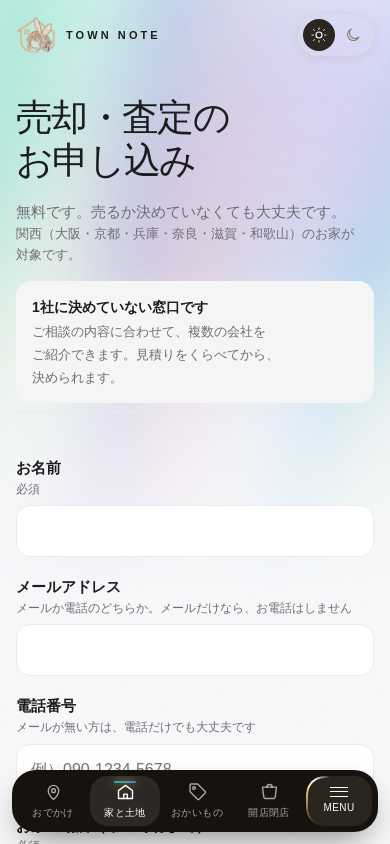 TOWN NOTE
売却・査定の
お申し込み
無料です。売るか決めていなくても大丈夫です。
関西（大阪・京都・兵庫・奈良・滋賀・和歌山）のお家が
対象です。
1社に決めていない窓口です
ご相談の内容に合わせて、複数の会社を
ご紹介できます。見積りをくらべてから、
決められます。
お名前
必須
メールアドレス
メールか電話のどちらか。メールだけなら、お電話はしません
電話番号
メールが無い方は、電話だけでも大丈夫です
例）090-1234-5678
おでかけ
家と土地
おかいもの
開店閉店
MENU